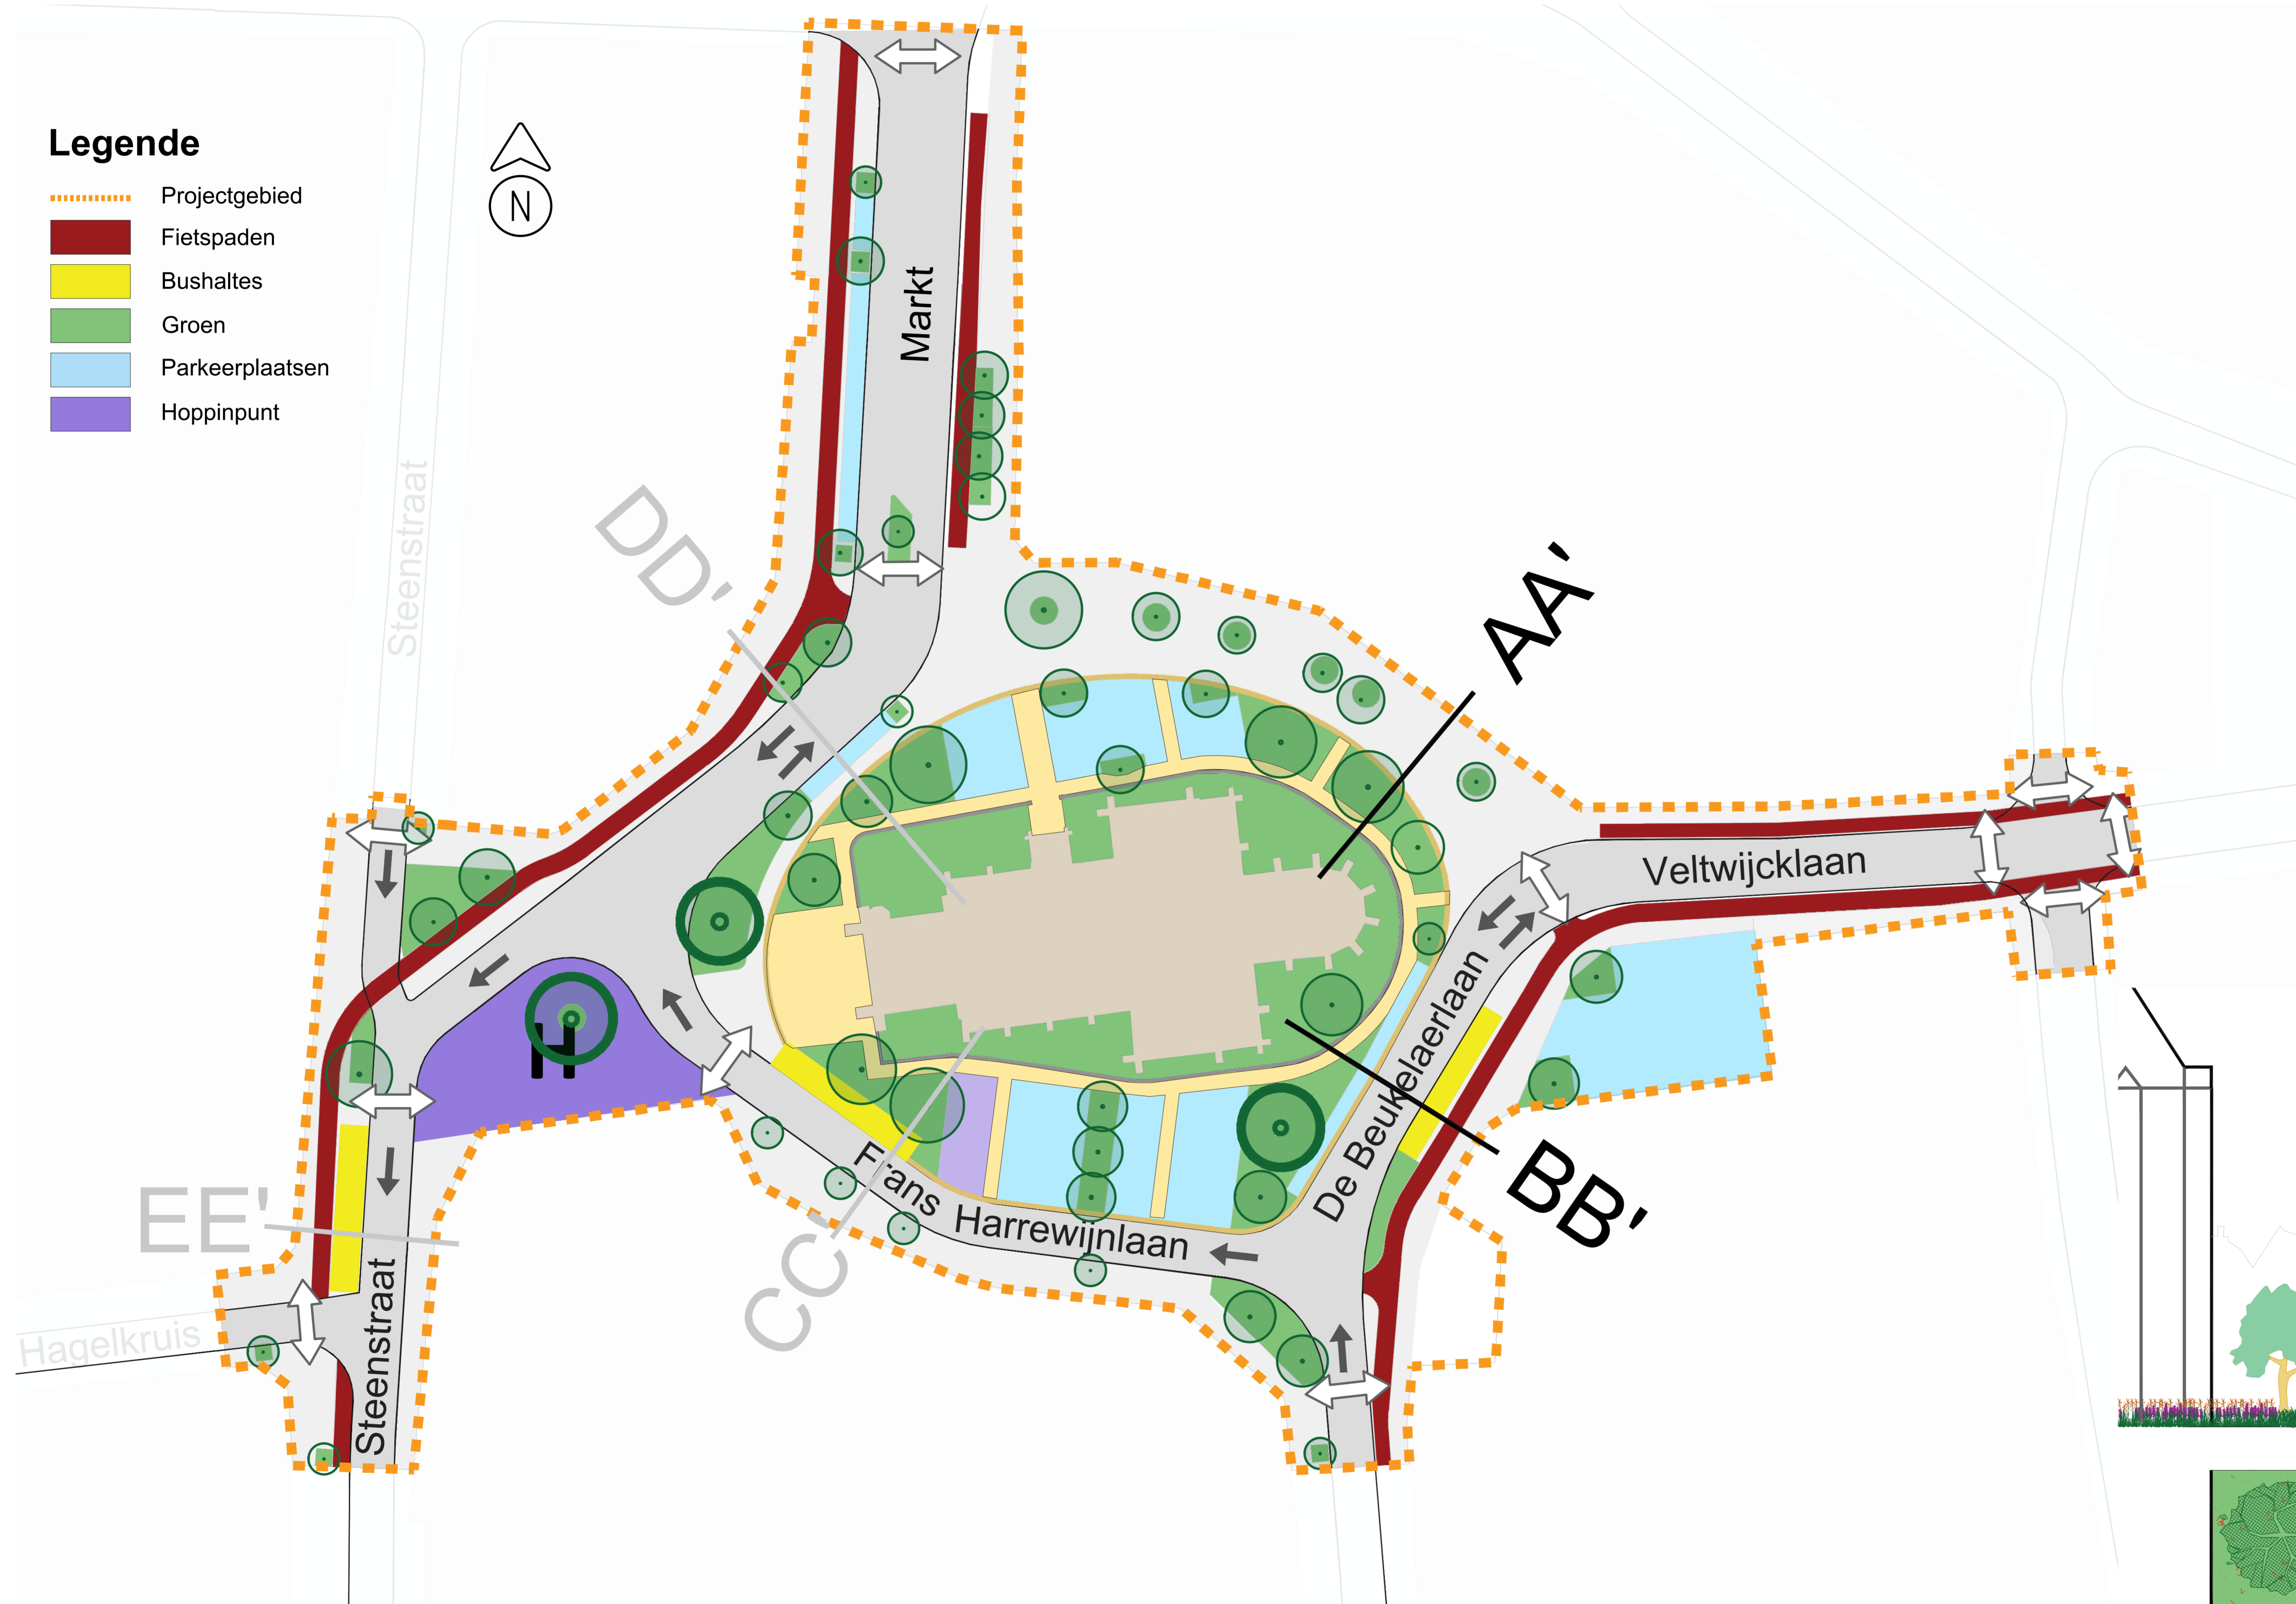 Legende
Projectgebied
Fietspaden
Bushaltes
Groen
Parkeerplaatsen
Hoppinpunt
N
Markt
Steenstraat
DD'
AA'
Veltwijcklaan
De Beukelaerlaan
H
BB'
Frans Harrewijnlaan
CC'
EE'
Steenstraat
Hagelkruis